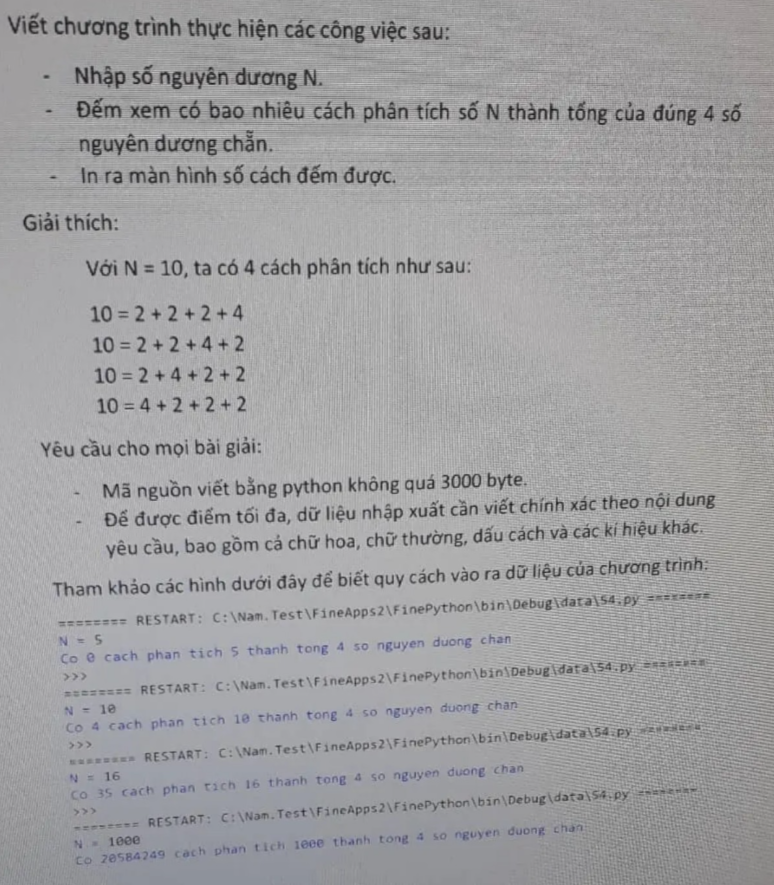 Viết chương trình thực hiện các công việc sau:
- Nhập số nguyên dương N.
- Đếm xem có bao nhiêu cách phân tích số N thành tổng của đúng 4 số
nguyên dương chẵn.
- In ra màn hình số cách đếm được.
Giải thích:
Với N = 10, ta có 4 cách phân tích như sau:
10 = 2 + 2 + 2 + 4
10 = 2 + 2 + 4 + 2
10 = 2 + 4 + 2 + 2
10 = 4 + 2 + 2 + 2
Yêu cầu cho mọi bài giải:
- Mã nguồn viết bằng python không quá 3000 byte.
- Để được điểm tối đa, dữ liệu nhập xuất cần viết chính xác theo nội dung
yêu cầu, bao gồm cả chữ hoa, chữ thường, dấu cách và các kí hiệu khác.
Tham khảo các hình dưới đây để biết quy cách vào ra dữ liệu của chương trình:
======== RESTART: C:\Nam.Test\FineApps2\FinePython\bin\Debug\data\S4.py ========
N = 5
Co 0 cach phan tich 5 thanh tong 4 so nguyen duong chan
>>>
======== RESTART: C:\Nam.Test\FineApps2\FinePython\bin\Debug\data\S4.py ========
N = 10
Co 4 cach phan tich 10 thanh tong 4 so nguyen duong chan
>>>
======== RESTART: C:\Nam.Test\FineApps2\FinePython\bin\Debug\data\S4.py ========
N = 16
Co 35 cach phan tich 16 thanh tong 4 so nguyen duong chan
>>>
======== RESTART: C:\Nam.Test\FineApps2\FinePython\bin\Debug\data\S4.py ========
N = 1000
Co 20584249 cach phan tich 1000 thanh tong 4 so nguyen duong chan